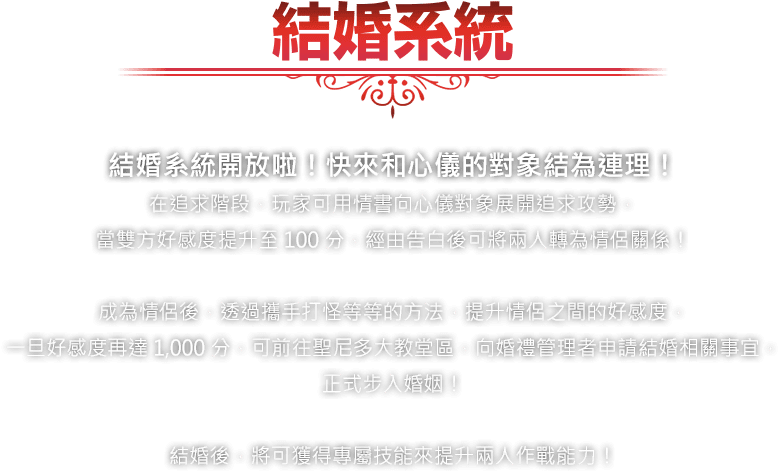 結婚系統
結婚系統開放啦！快來和心儀的對象結為連理！
在追求階段，玩家可用情書向心儀對象展開追求攻勢，
當雙方好感度提升至 100 分，經由告白後可將兩人轉為情侶關係！
成為情侶後，透過攜手打怪等等的方法，提升情侶之間的好感度，
一旦好感度再達 1,000 分，可前往聖尼多大教堂區，向婚禮管理者申請結婚相關事宜，
正式步入婚姻！
結婚後，將可獲得專屬技能來提升兩人作戰能力！